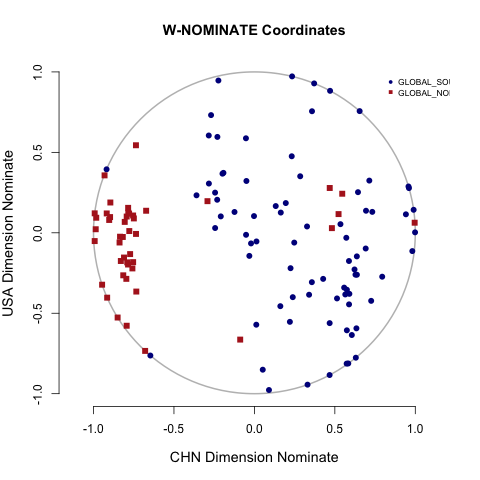 W-NOMINATE Coordinates
GLOBAL_SOU
GLOBAL_NO
1.0
0.5
0.0
-0.5
-1.0
USA Dimension Nominate
-1.0 -0.5 0.0 0.5 1.0
CHN Dimension Nominate